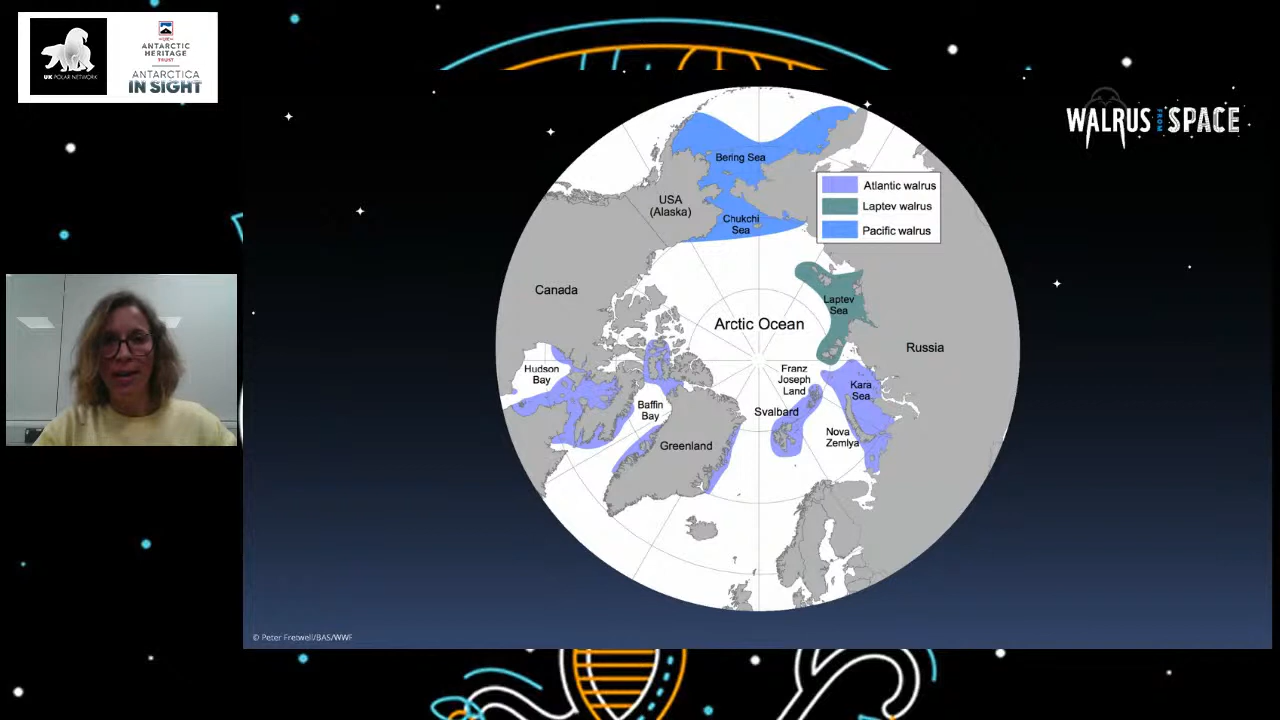 UK POLAR NETWORK
UK
ANTARCTIC
HERITAGE
TRUST
ANTARCTICA
IN SIGHT
WALRUS FROM SPACE
Bering Sea
USA
(Alaska)
Chukchi
Sea
Atlantic walrus
Laptev walrus
Pacific walrus
Canada
Laptev
Sea
Arctic Ocean
Russia
Hudson
Bay
Franz
Joseph
Land
Kara
Sea
Baffin
Bay
Svalbard
Nova
Zemlya
Greenland
© Peter Fretwell/BAS/WWF